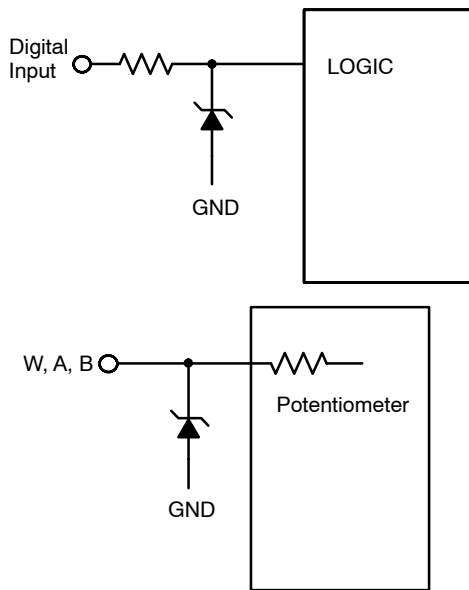 Digital
Input
LOGIC
GND
W, A, B
Potentiometer
GND